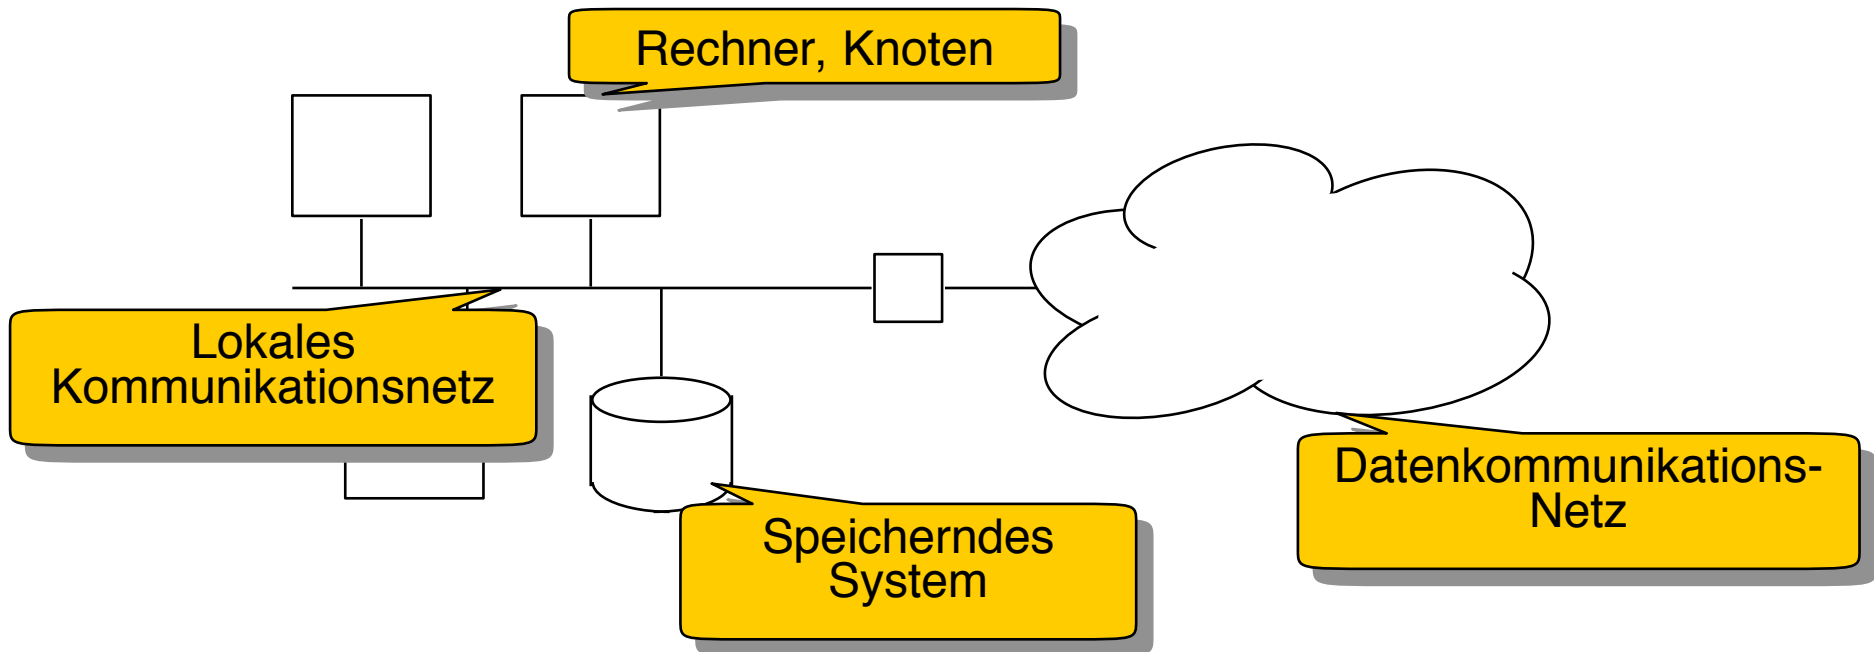 Rechner, Knoten
Lokales
Kommunikationsnetz
Datenkommunikations-
Netz
Speicherndes
System